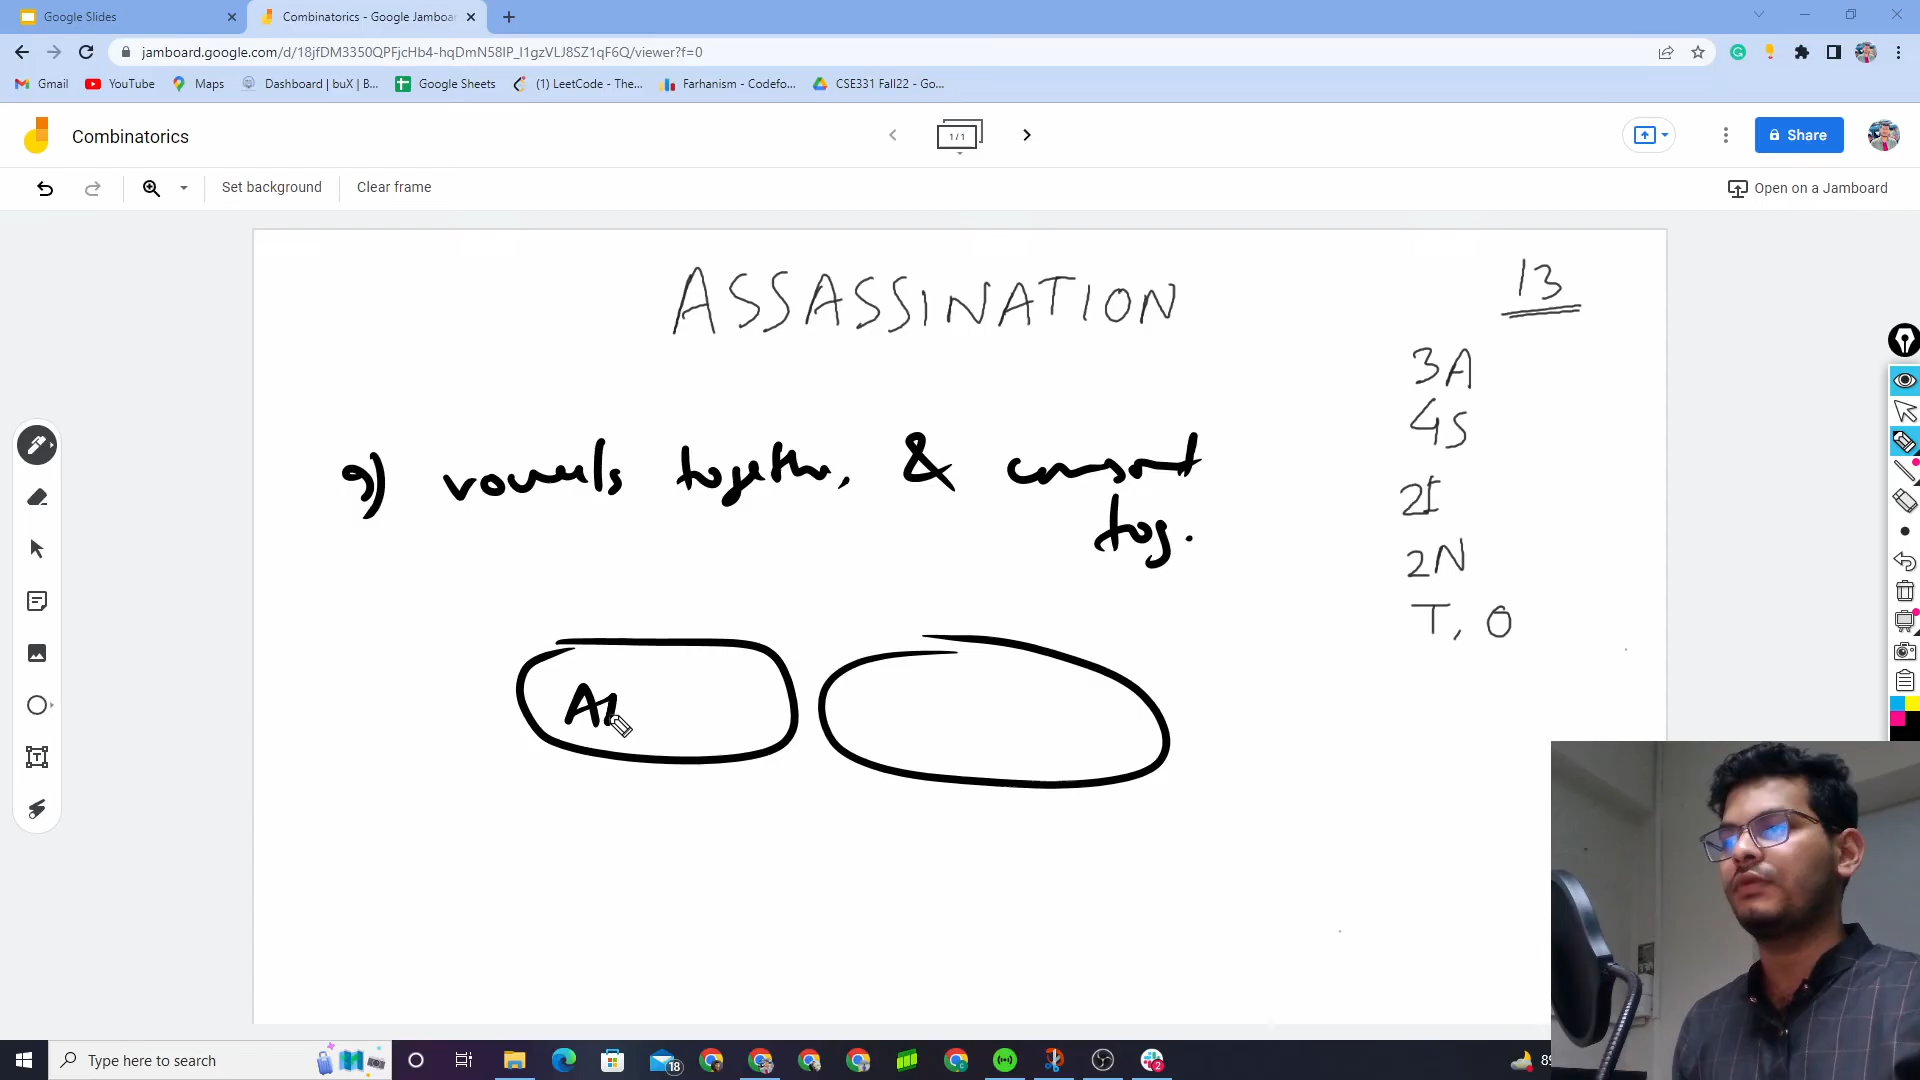 Google Slides
Combinatorics - Google Jamboa
jamboard.google.com/d/18jfDM3350QPFjcHb4-hqDmN58IP_I1gzVLJ8SZ1qF6Q/viewer?f=0
Gmail YouTube Maps Dashboard | buX | B... Google Sheets (1) LeetCode - The... Farhanism - Codefo... CSE331 Fall22 - Go...
Combinatorics
1 / 1
Share
Set background Clear frame
Open on a Jamboard
ASSASSINATION
13
3A
4S
2I
2N
T, O
9) vowels together, & consonant
tog.
Type here to search
18
2